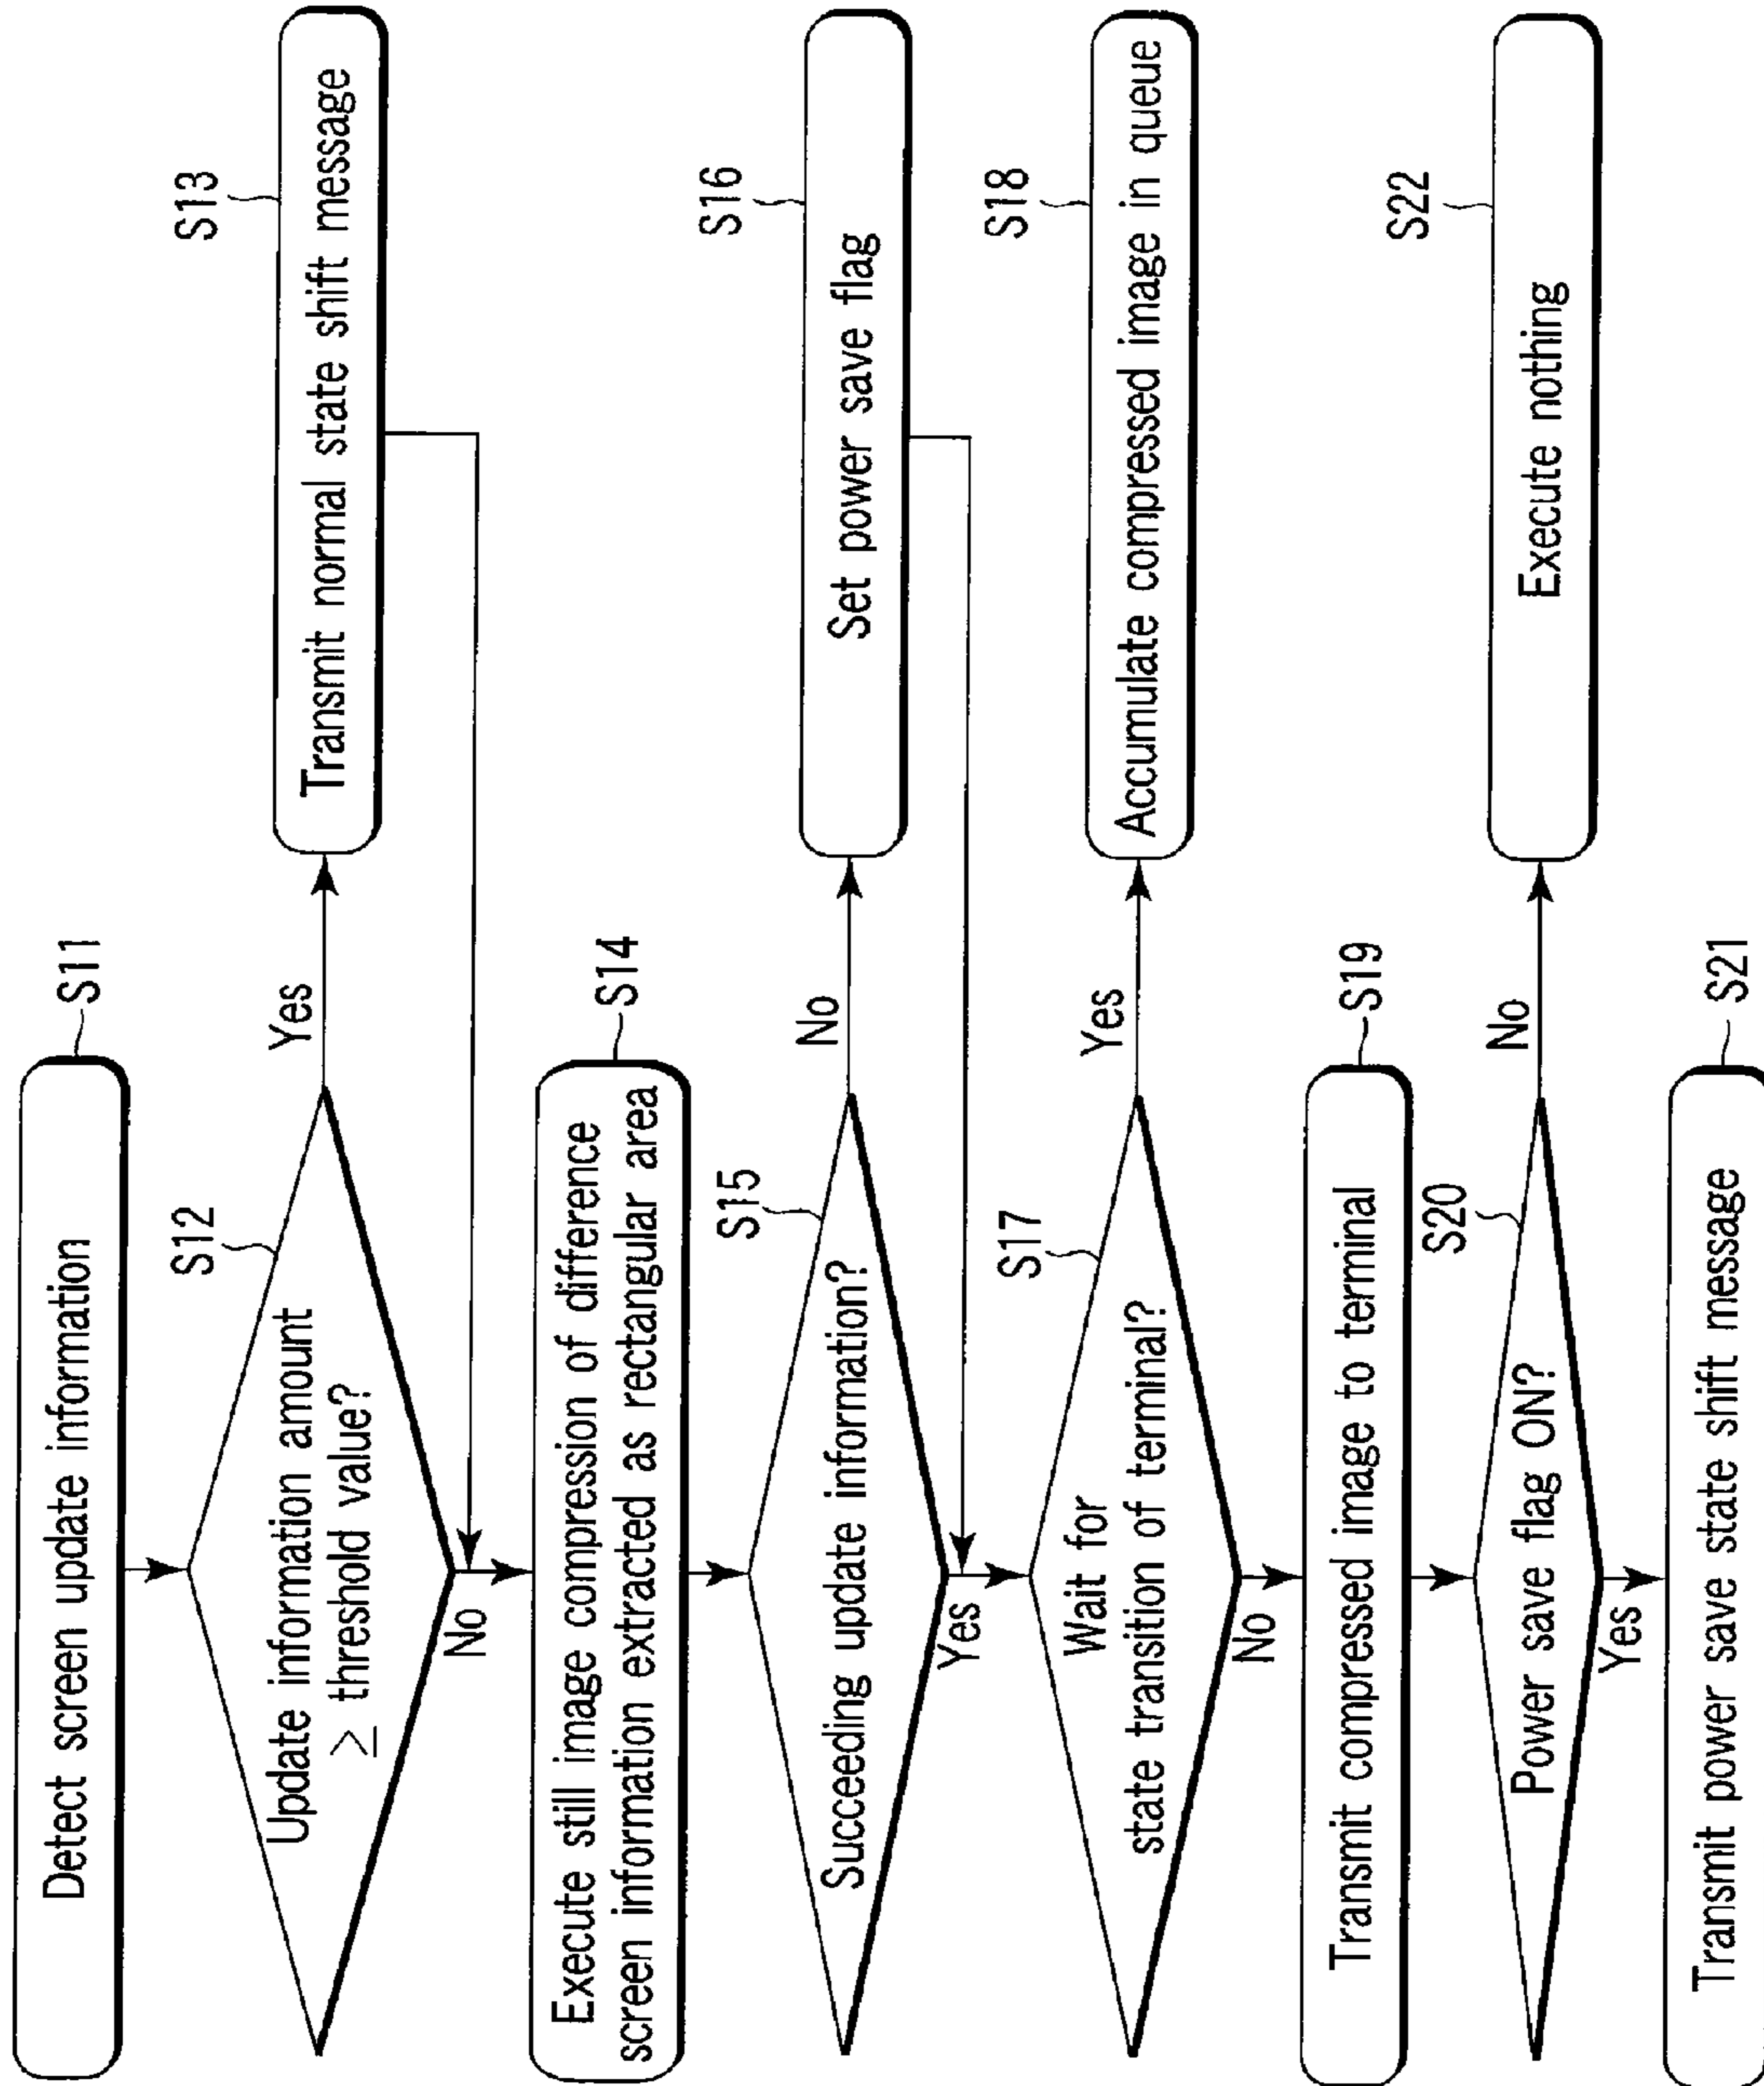 Detect screen update information
S11
Update information amount
≥ threshold value?
S12
Yes
No
Transmit normal state shift message
S13
Execute still image compression of difference
screen information extracted as rectangular area
S14
Succeeding update information?
S15
No
Yes
Set power save flag
S16
Wait for
state transition of terminal?
S17
Yes
No
Accumulate compressed image in queue
S18
Transmit compressed image to terminal
S19
Power save flag ON?
S20
No
Yes
Execute nothing
S22
Transmit power save state shift message
S21